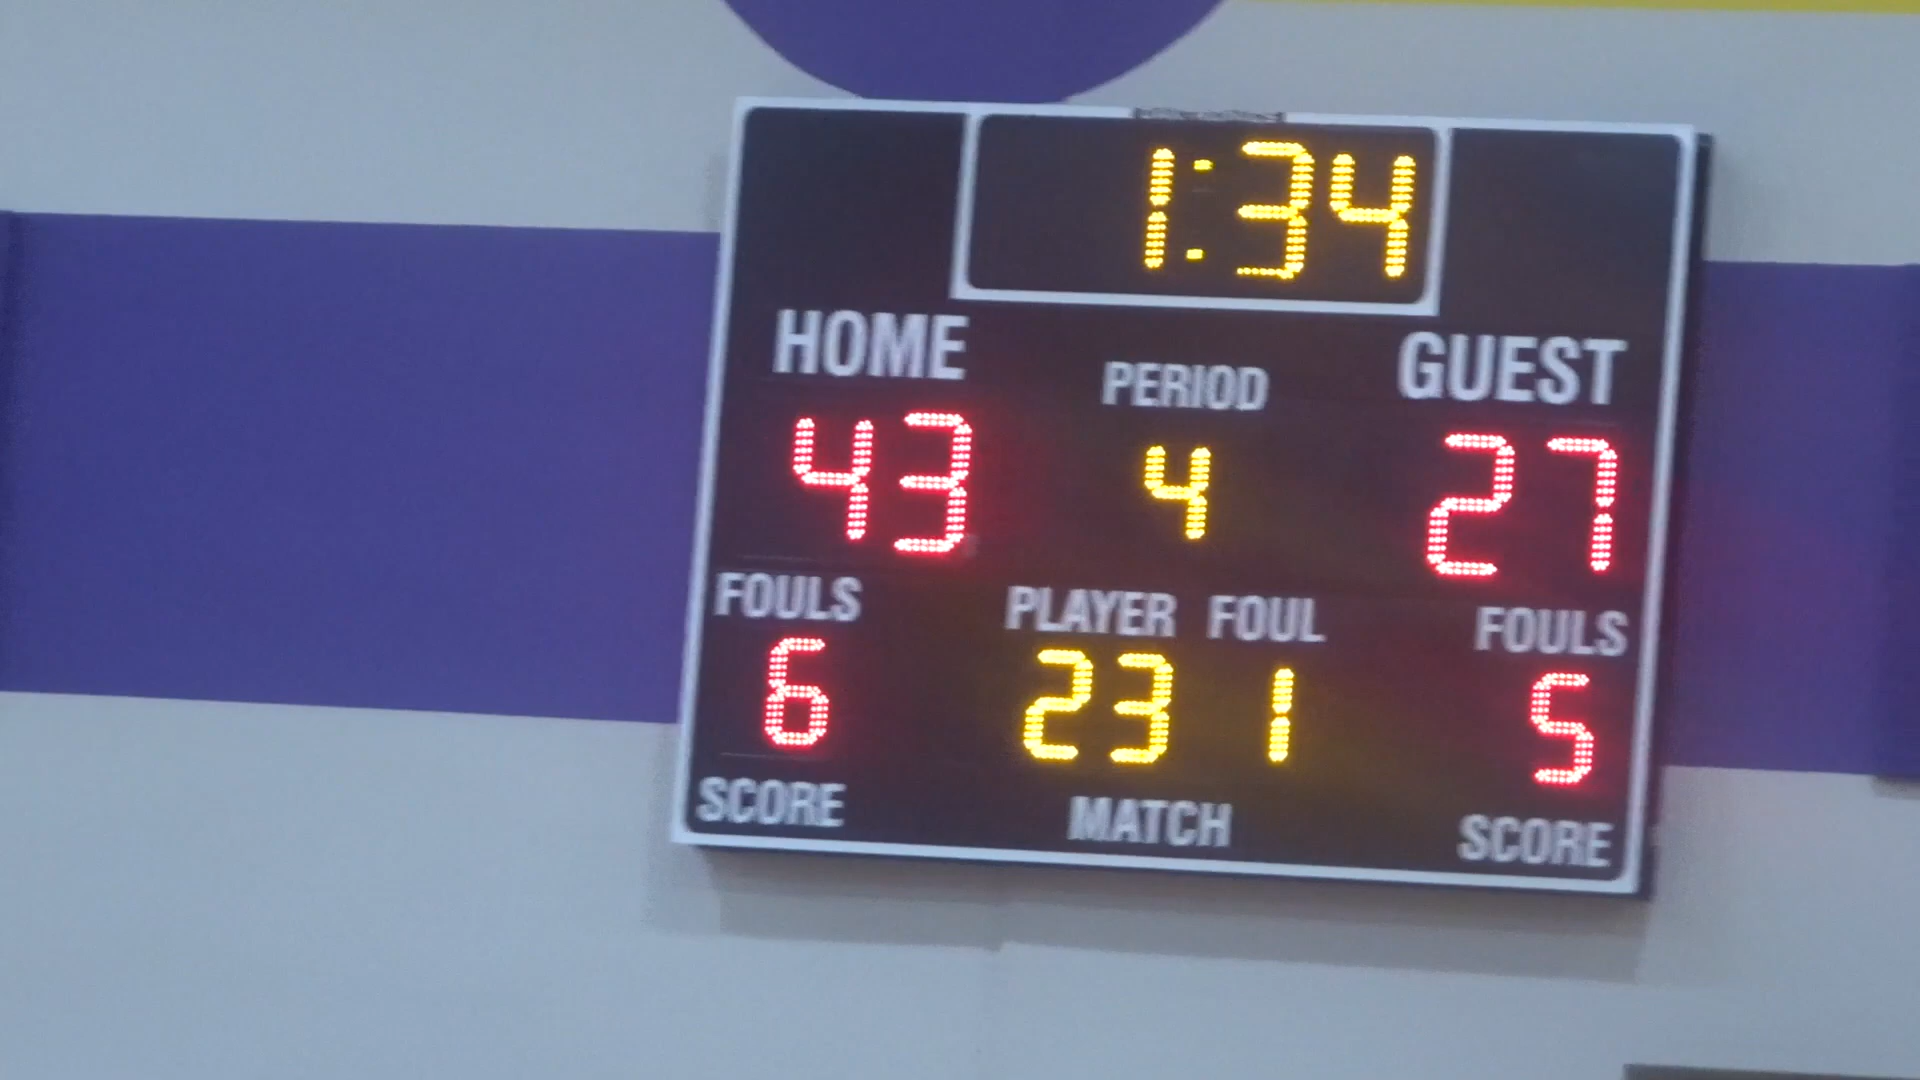 1:34
HOME PERIOD GUEST
43 4 27
FOULS PLAYER FOUL FOULS
6 23 1 5
SCORE MATCH SCORE